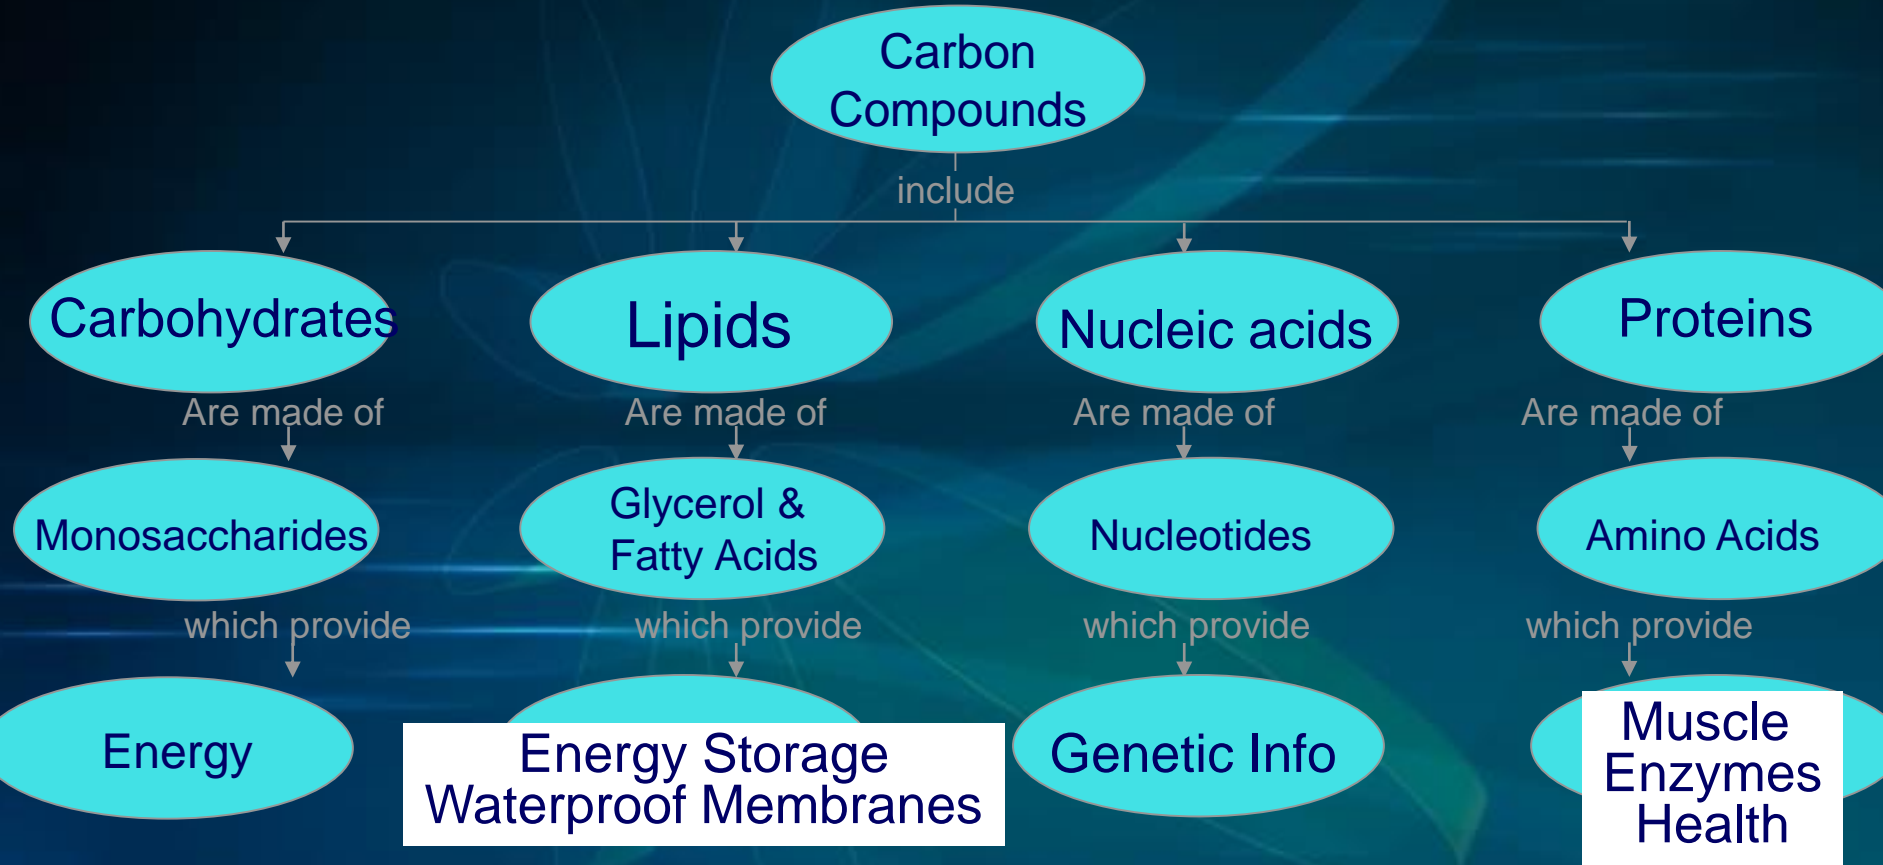 Carbon
Compounds
include
Carbohydrates
Lipids
Nucleic acids
Proteins
Are made of
Are made of
Are made of
Are made of
Monosaccharides
Glycerol &
Fatty Acids
Nucleotides
Amino Acids
which provide
which provide
which provide
which provide
Energy
Energy Storage
Waterproof Membranes
Genetic Info
Muscle
Enzymes
Health